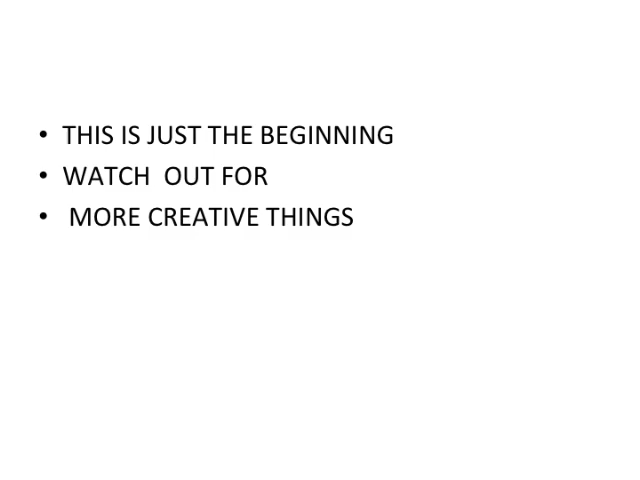 • THIS IS JUST THE BEGINNING
• WATCH  OUT FOR
•  MORE CREATIVE THINGS